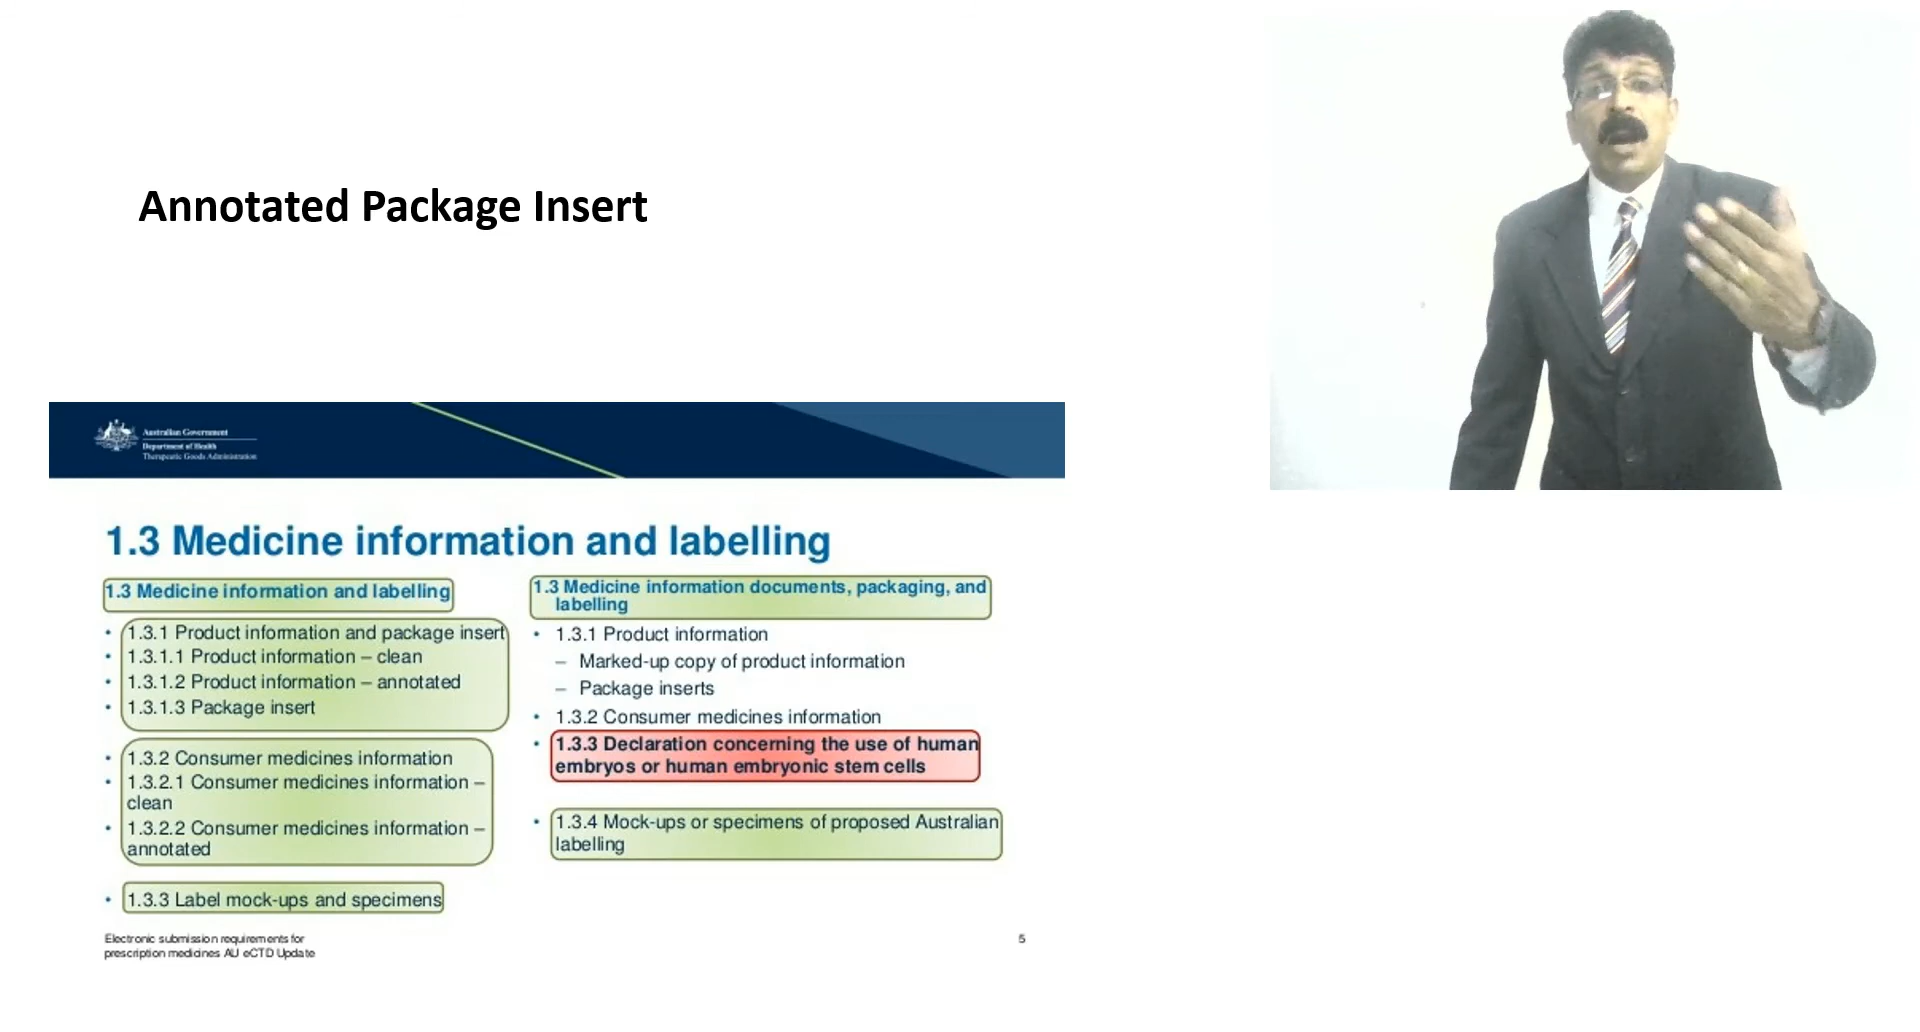 Annotated Package Insert
Australian Government
Department of Health
Therapeutic Goods Administration
1.3 Medicine information and labelling
1.3 Medicine information and labelling
• 1.3.1 Product information and package insert
• 1.3.1.1 Product information – clean
• 1.3.1.2 Product information – annotated
• 1.3.1.3 Package insert
• 1.3.2 Consumer medicines information
• 1.3.2.1 Consumer medicines information –
clean
• 1.3.2.2 Consumer medicines information –
annotated
• 1.3.3 Label mock-ups and specimens
1.3 Medicine information documents, packaging, and
labelling
• 1.3.1 Product information
– Marked-up copy of product information
– Package inserts
• 1.3.2 Consumer medicines information
• 1.3.3 Declaration concerning the use of human
embryos or human embryonic stem cells
• 1.3.4 Mock-ups or specimens of proposed Australian
labelling
Electronic submission requirements for
prescription medicines AU eCTD Update
5